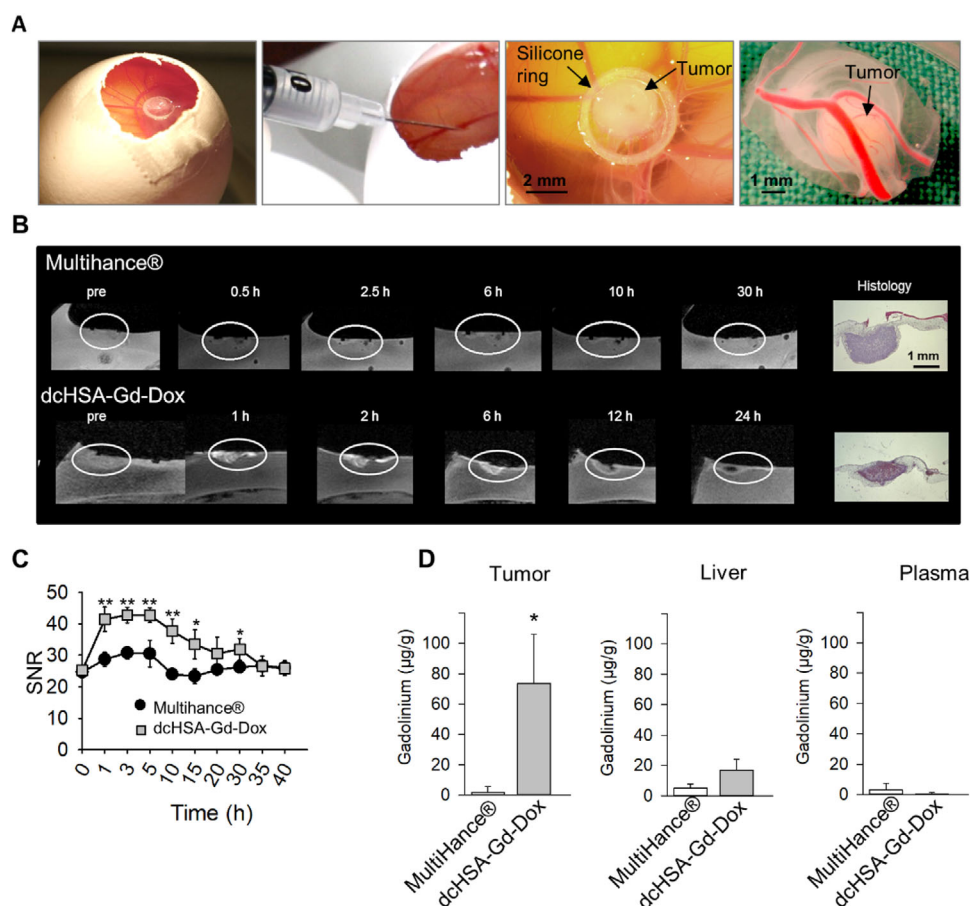 A
Silicone
ring
Tumor
2 mm
Tumor
1 mm
B
Multihance®
pre
0.5 h
2.5 h
6 h
10 h
30 h
Histology
1 mm
dcHSA-Gd-Dox
pre
1 h
2 h
6 h
12 h
24 h
C
SNR
50
40
30
20
10
0
** ** ** ** * *
Multihance®
dcHSA-Gd-Dox
0 1 3 5 10 15 20 30 35 40
Time (h)
D
Tumor
Gadolinium (µg/g)
100
80
60
40
20
0
*
MultiHance®
dcHSA-Gd-Dox
Liver
Gadolinium (µg/g)
100
80
60
40
20
0
MultiHance®
dcHSA-Gd-Dox
Plasma
Gadolinium (µg/g)
100
80
60
40
20
0
MultiHance®
dcHSA-Gd-Dox